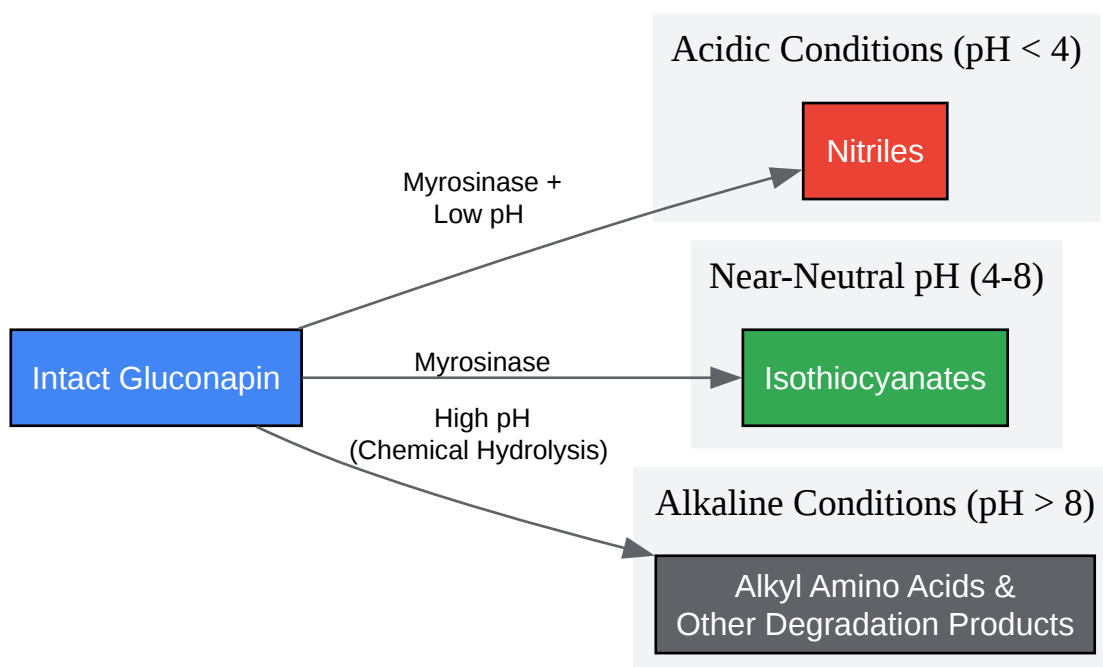 Acidic Conditions (pH < 4)
Nitriles
Myrosinase +
Low pH
Near-Neutral pH (4-8)
Intact Gluconapin
Myrosinase
Isothiocyanates
High pH
(Chemical Hydrolysis)
Alkaline Conditions (pH > 8)
Alkyl Amino Acids &
Other Degradation Products